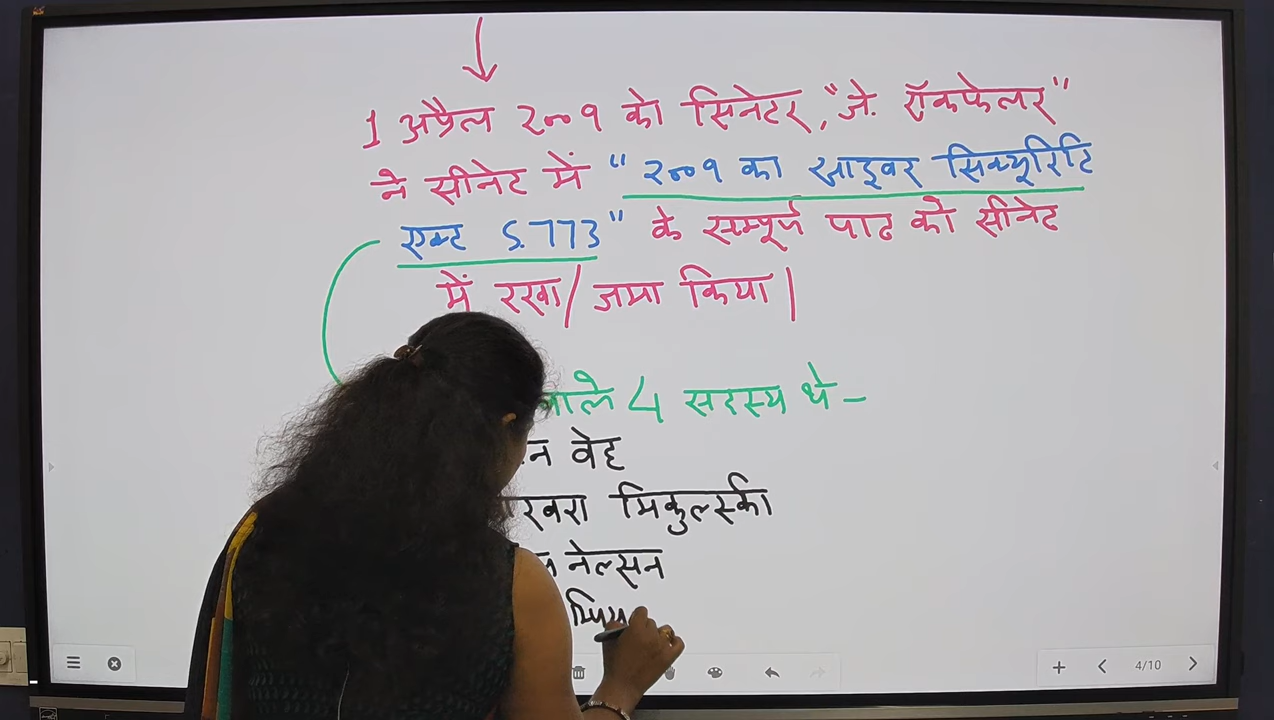 1 अप्रैल २००९ को सिनेटर, "जे. रॉकफेलर"
ने सीनेट में "२००९ का साइबर सिक्यूरिटि
एक्ट S.773" के सम्पूर्ण पाठ को सीनेट
में रखा/जमा किया|
वाले 4 सदस्य थे –
न वेह
रबरा मिकुल्स्की
नेल्सन
4/10